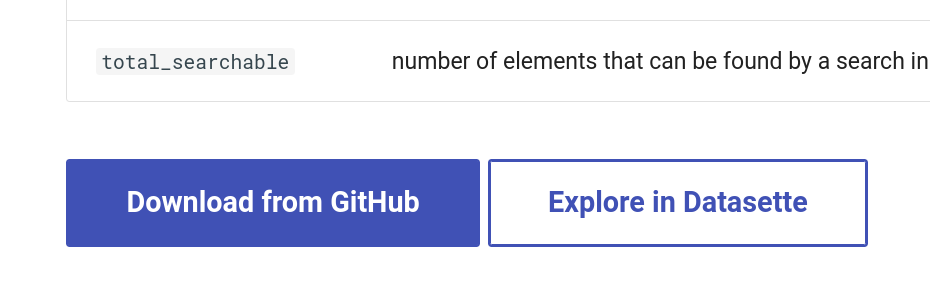 total_searchable number of elements that can be found by a search in
Download from GitHub Explore in Datasette